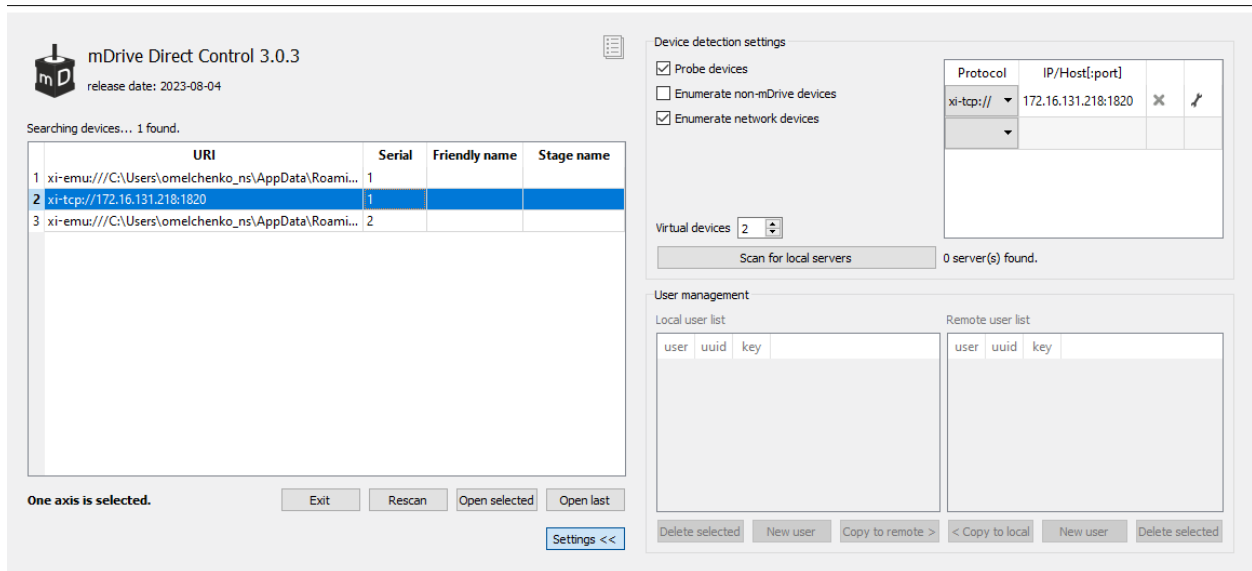 mDrive Direct Control 3.0.3
mD
release date: 2023-08-04
Searching devices... 1 found.
URI Serial Friendly name Stage name
1 xi-emu:///C:\Users\omelchenko_ns\AppData\Roami... 1
2 xi-tcp://172.16.131.218:1820 1
3 xi-emu:///C:\Users\omelchenko_ns\AppData\Roami... 2
One axis is selected.
Exit Rescan Open selected Open last
Settings <<
Device detection settings
Probe devices
Enumerate non-mDrive devices
Enumerate network devices
Protocol IP/Host[:port]
xi-tcp:// 172.16.131.218:1820
Virtual devices 2
Scan for local servers 0 server(s) found.
User management
Local user list Remote user list
user uuid key user uuid key
Delete selected New user Copy to remote > < Copy to local New user Delete selected